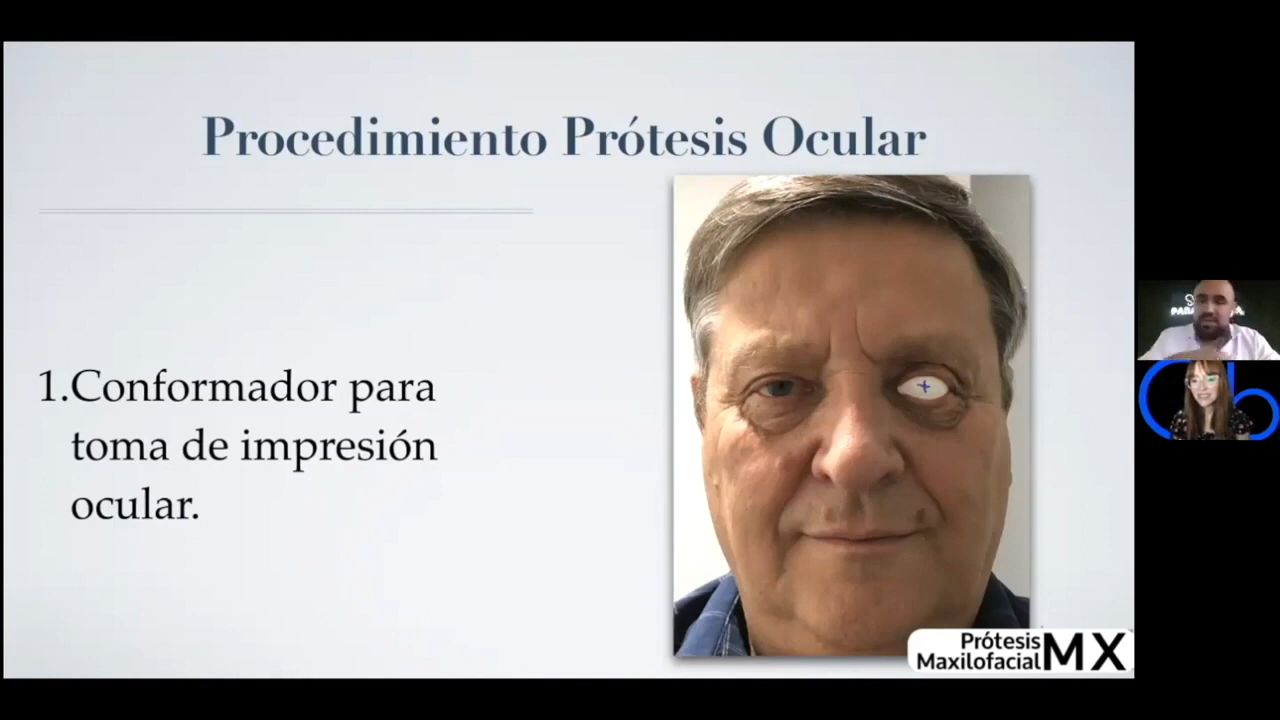 Procedimiento Prótesis Ocular
1.Conformador para
toma de impresión
ocular.
Prótesis
Maxilofacial MX